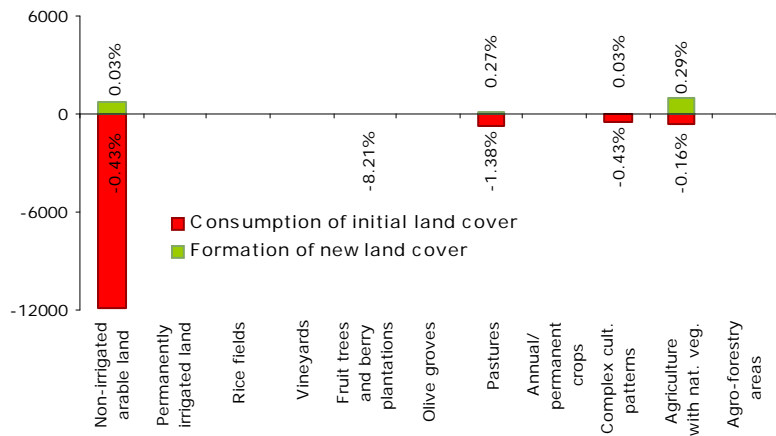 6000
0
-6000
-12000
0.03%
-0.43%
-8.21%
0.27%
-1.38%
0.03%
-0.43%
0.29%
-0.16%
Consumption of initial land cover
Formation of new land cover
Non-irrigated
arable land
Permanently
irrigated land
Rice fields
Vineyards
Fruit trees
and berry
plantations
Olive groves
Pastures
Annual/
permanent
crops
Complex cult.
patterns
Agriculture
with nat. veg.
Agro-forestry
areas